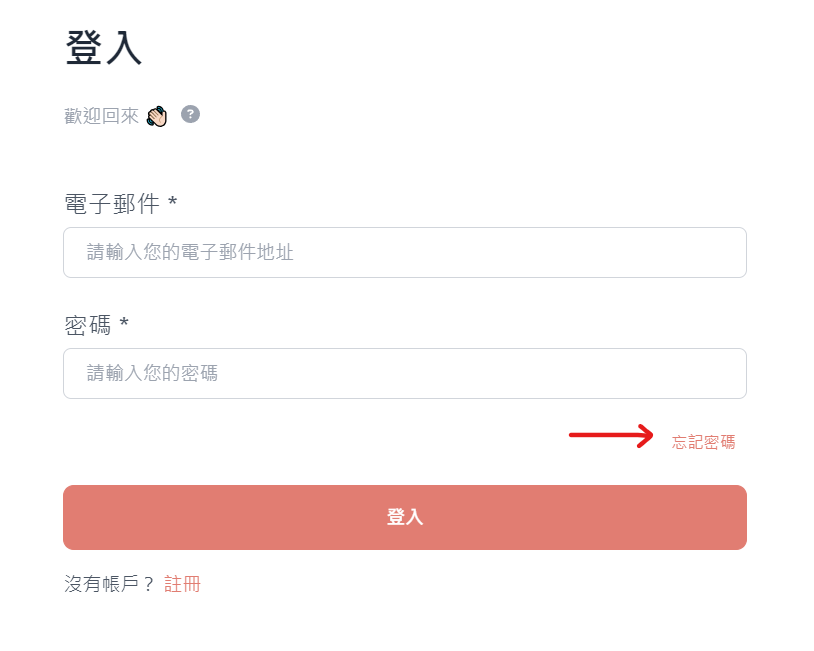 登入
歡迎回來 👏 ?
電子郵件 *
請輸入您的電子郵件地址
密碼 *
請輸入您的密碼
忘記密碼
登入
沒有帳戶？ 註冊